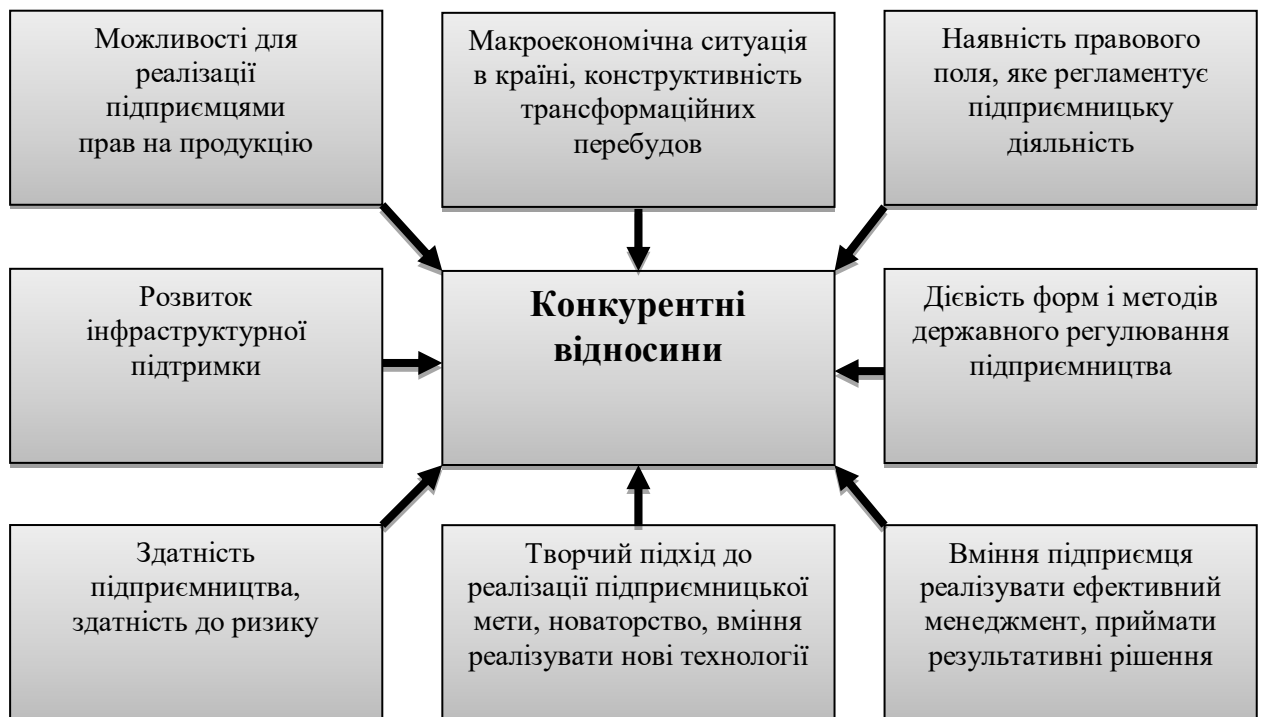 Можливості для
реалізації
підприємцями
прав на продукцію
Макроекономічна ситуація
в країні, конструктивність
трансформаційних
перебудов
Наявність правового
поля, яке регламентує
підприємницьку
діяльність
Розвиток
інфраструктурної
підтримки
Конкурентні
відносини
Дієвість форм і методів
державного регулювання
підприємництва
Здатність
підприємництва,
здатність до ризику
Творчий підхід до
реалізації підприємницької
мети, новаторство, вміння
реалізувати нові технології
Вміння підприємця
реалізувати ефективний
менеджмент, приймати
результативні рішення